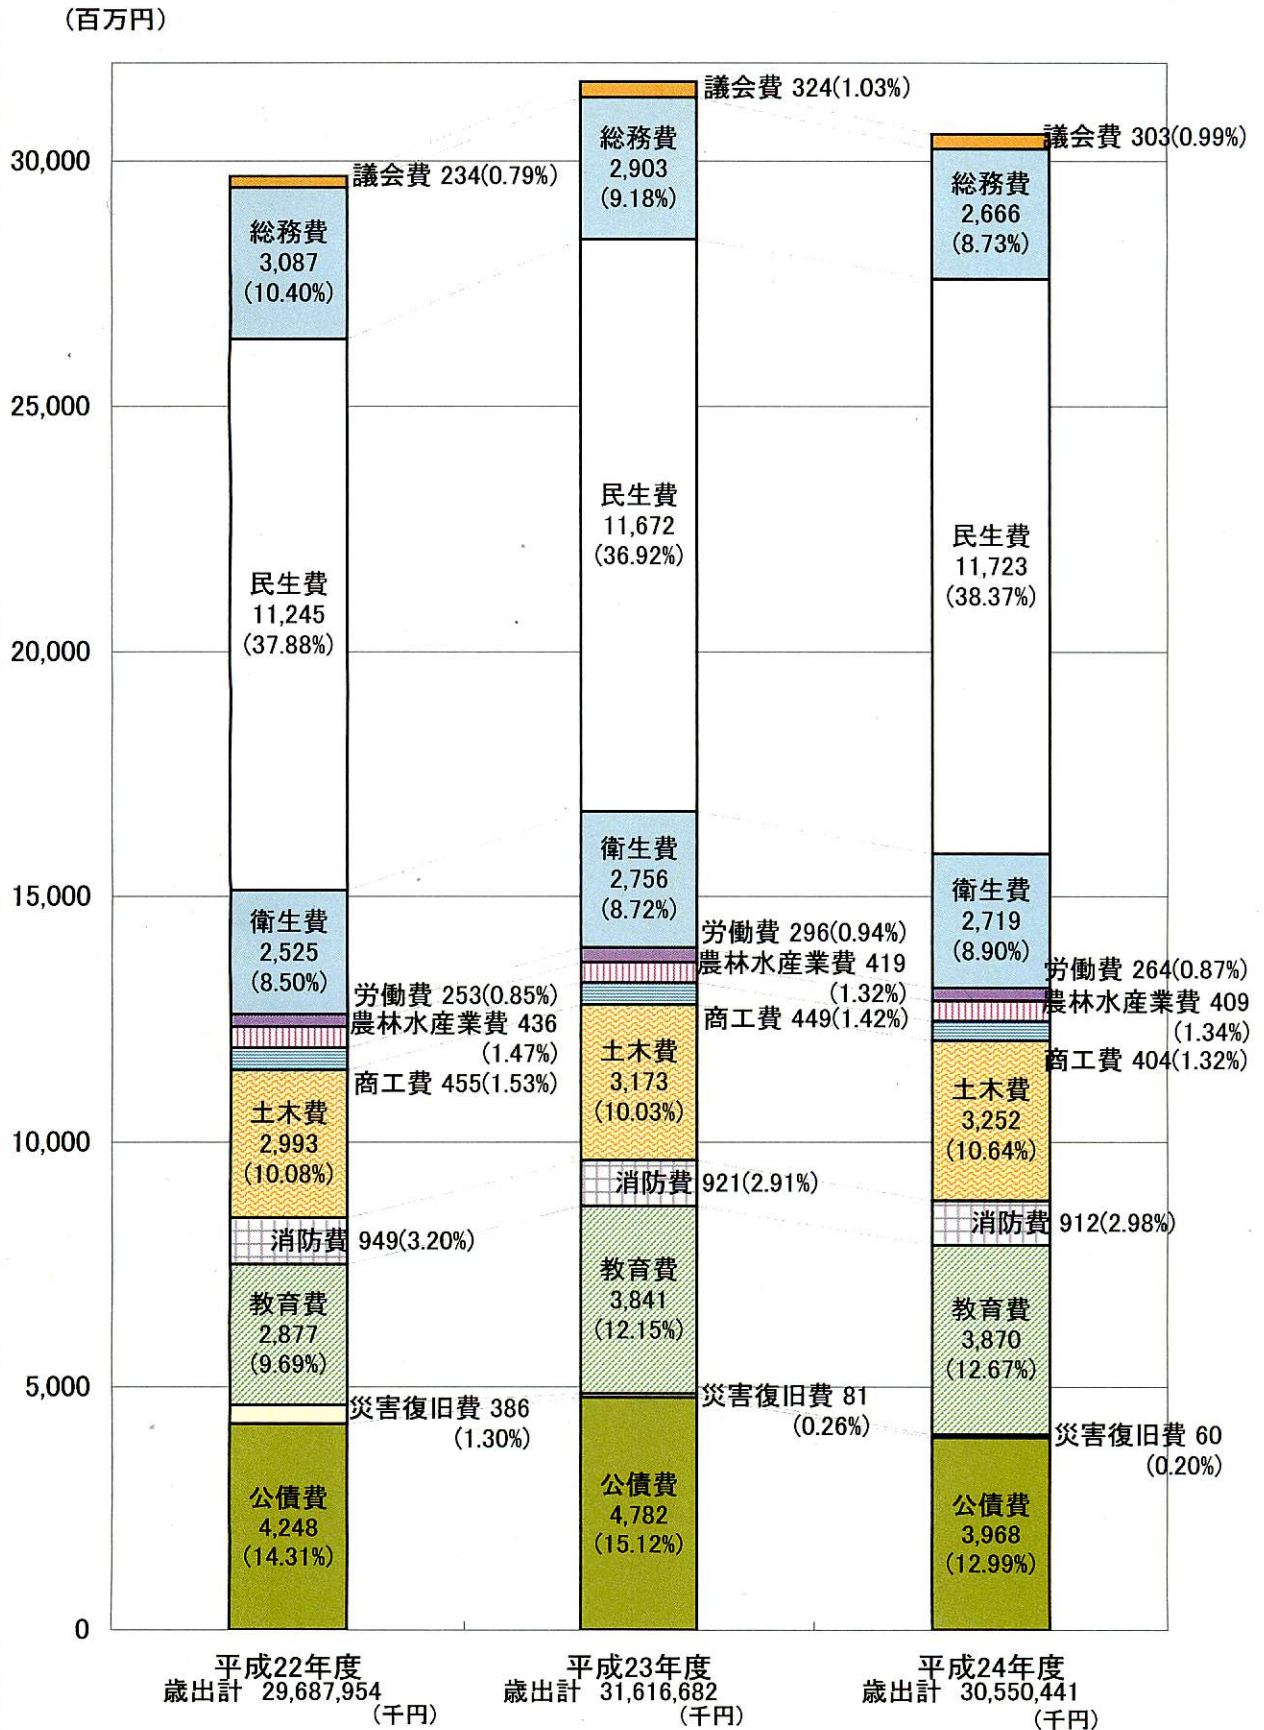 (百万円)
30,000
25,000
20,000
15,000
10,000
5,000
0
議会費 234(0.79%)
総務費
3,087
(10.40%)
民生費
11,245
(37.88%)
衛生費
2,525
(8.50%)
労働費 253(0.85%)
農林水産業費 436
(1.47%)
商工費 455(1.53%)
土木費
2,993
(10.08%)
消防費 949(3.20%)
教育費
2,877
(9.69%)
災害復旧費 386
(1.30%)
公債費
4,248
(14.31%)
平成22年度
歳出計 29,687,954
(千円)
議会費 324(1.03%)
総務費
2,903
(9.18%)
民生費
11,672
(36.92%)
衛生費
2,756
(8.72%)
労働費 296(0.94%)
農林水産業費 419
(1.32%)
商工費 449(1.42%)
土木費
3,173
(10.03%)
消防費 921(2.91%)
教育費
3,841
(12.15%)
災害復旧費 81
(0.26%)
公債費
4,782
(15.12%)
平成23年度
歳出計 31,616,682
(千円)
議会費 303(0.99%)
総務費
2,666
(8.73%)
民生費
11,723
(38.37%)
衛生費
2,719
(8.90%)
労働費 264(0.87%)
農林水産業費 409
(1.34%)
商工費 404(1.32%)
土木費
3,252
(10.64%)
消防費 912(2.98%)
教育費
3,870
(12.67%)
災害復旧費 60
(0.20%)
公債費
3,968
(12.99%)
平成24年度
歳出計 30,550,441
(千円)